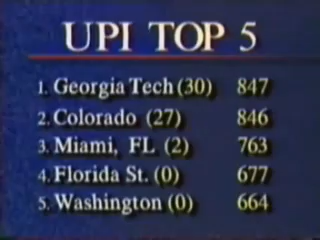 UPI TOP 5
1. Georgia Tech (30) 847
2. Colorado (27) 846
3. Miami, FL (2) 763
4. Florida St. (0) 677
5. Washington (0) 664